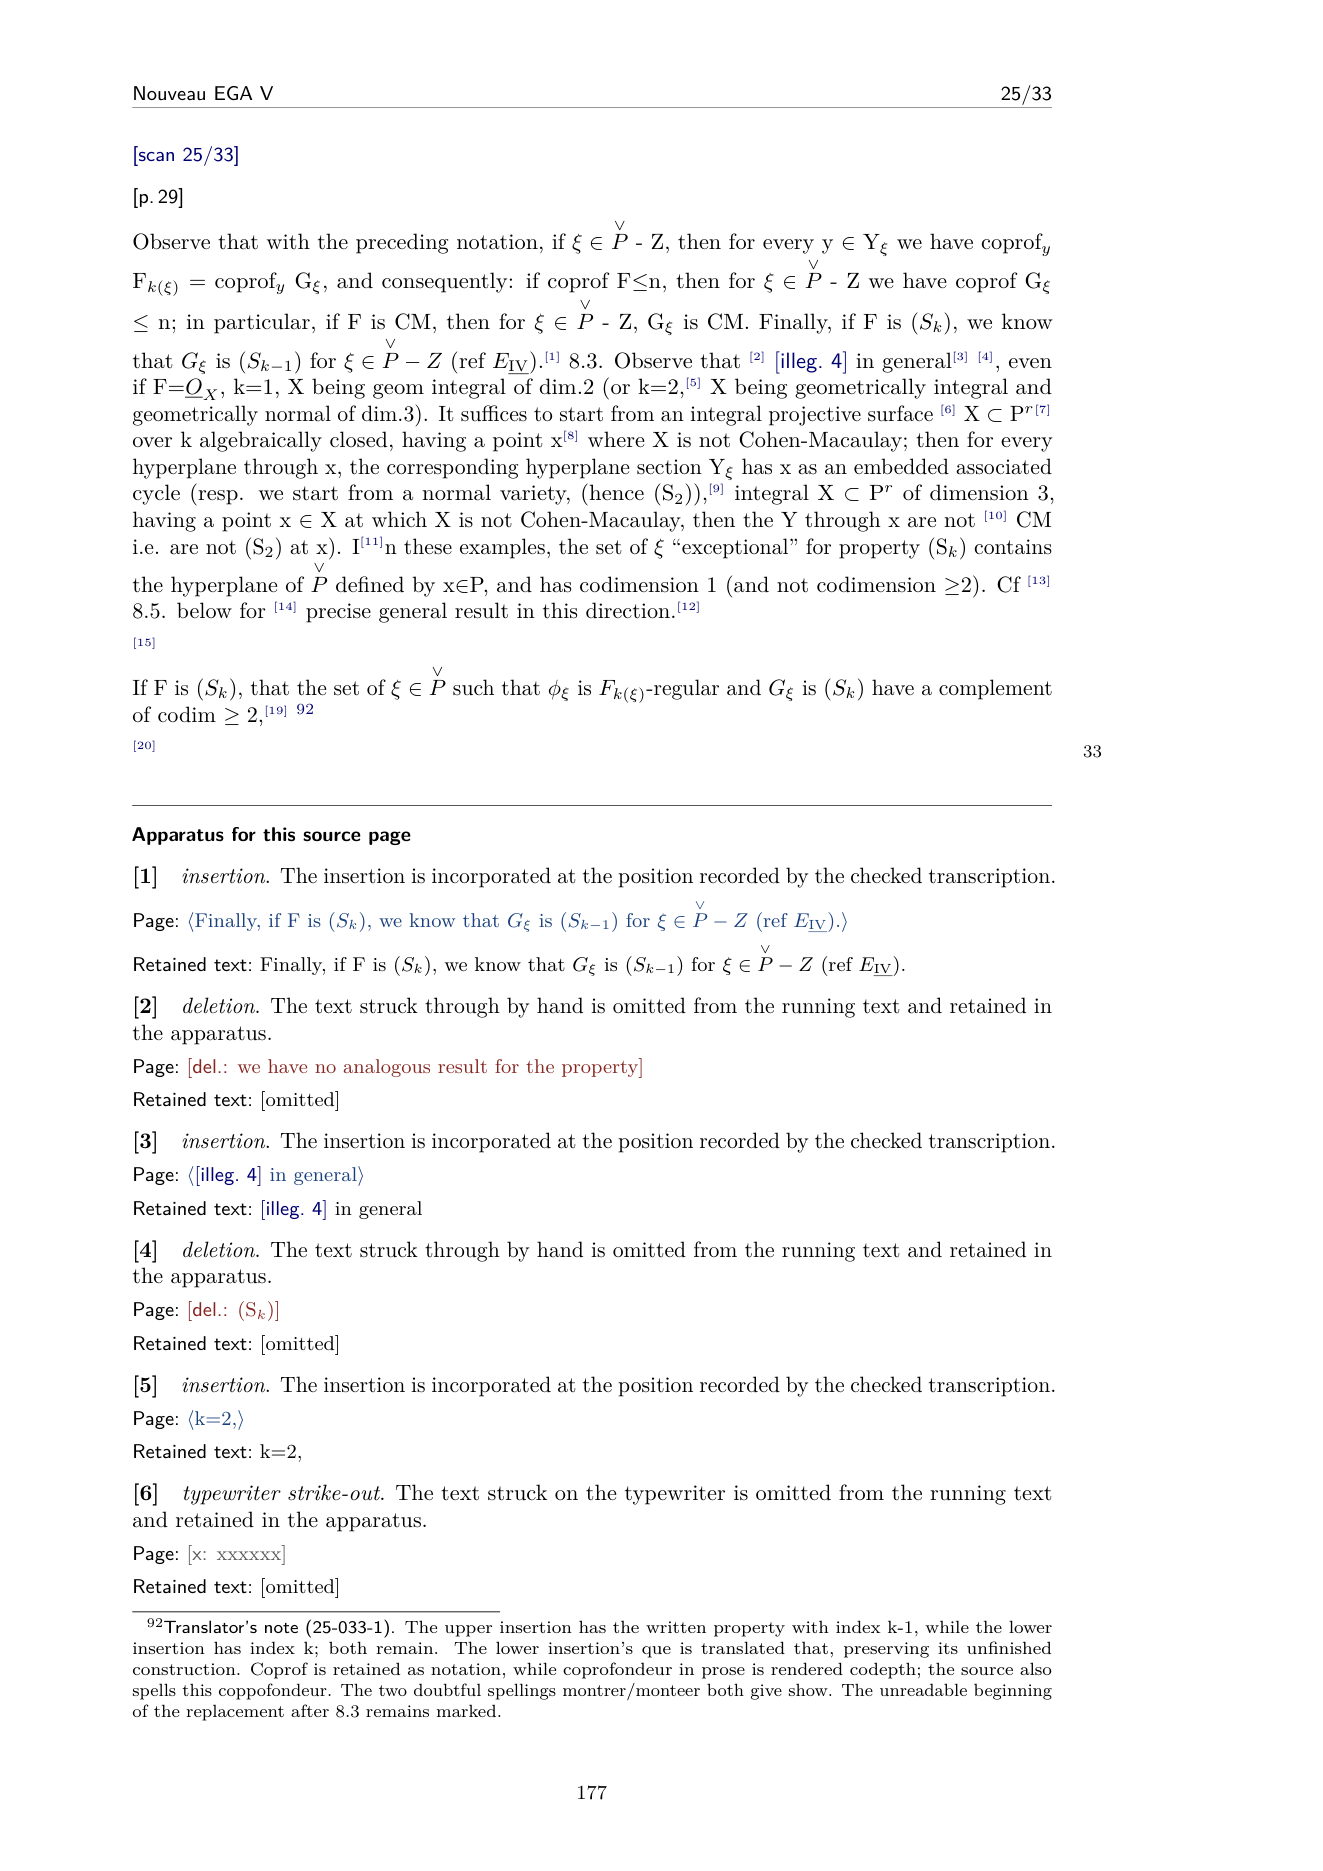 Nouveau EGA V 25/33
[scan 25/33]
[p. 29]
Observe that with the preceding notation, if ξ ∈ P̌ - Z, then for every y ∈ Y_ξ we have coprof_y
F_{k(ξ)} = coprof_y G_ξ, and consequently: if coprof F≤n, then for ξ ∈ P̌ - Z we have coprof G_ξ
≤ n; in particular, if F is CM, then for ξ ∈ P̌ - Z, G_ξ is CM. Finally, if F is (S_k), we know
that G_ξ is (S_{k−1}) for ξ ∈ P̌ − Z (ref E_IV).[1] 8.3. Observe that [2] [illeg. 4] in general[3] [4], even
if F=O_X, k=1, X being geom integral of dim.2 (or k=2,[5] X being geometrically integral and
geometrically normal of dim.3). It suffices to start from an integral projective surface [6] X ⊂ P^r[7]
over k algebraically closed, having a point x[8] where X is not Cohen-Macaulay; then for every
hyperplane through x, the corresponding hyperplane section Y_ξ has x as an embedded associated
cycle (resp. we start from a normal variety, (hence (S_2)),[9] integral X ⊂ P^r of dimension 3,
having a point x ∈ X at which X is not Cohen-Macaulay, then the Y through x are not [10] CM
i.e. are not (S_2) at x). I[11]n these examples, the set of ξ “exceptional” for property (S_k) contains
the hyperplane of P̌ defined by x∈P, and has codimension 1 (and not codimension ≥2). Cf [13]
8.5. below for [14] precise general result in this direction.[12]
[15]
If F is (S_k), that the set of ξ ∈ P̌ such that ϕ_ξ is F_{k(ξ)}-regular and G_ξ is (S_k) have a complement
of codim ≥ 2,[19] 92
[20]
33
Apparatus for this source page
[1] insertion. The insertion is incorporated at the position recorded by the checked transcription.
Page: ⟨Finally, if F is (S_k), we know that G_ξ is (S_{k−1}) for ξ ∈ P̌ − Z (ref E_IV).⟩
Retained text: Finally, if F is (S_k), we know that G_ξ is (S_{k−1}) for ξ ∈ P̌ − Z (ref E_IV).
[2] deletion. The text struck through by hand is omitted from the running text and retained in
the apparatus.
Page: [del.: we have no analogous result for the property]
Retained text: [omitted]
[3] insertion. The insertion is incorporated at the position recorded by the checked transcription.
Page: ⟨[illeg. 4] in general⟩
Retained text: [illeg. 4] in general
[4] deletion. The text struck through by hand is omitted from the running text and retained in
the apparatus.
Page: [del.: (S_k)]
Retained text: [omitted]
[5] insertion. The insertion is incorporated at the position recorded by the checked transcription.
Page: ⟨k=2,⟩
Retained text: k=2,
[6] typewriter strike-out. The text struck on the typewriter is omitted from the running text
and retained in the apparatus.
Page: [x: xxxxxx]
Retained text: [omitted]
92 Translator's note (25-033-1). The upper insertion has the written property with index k-1, while the lower
insertion has index k; both remain. The lower insertion's que is translated that, preserving its unfinished
construction. Coprof is retained as notation, while coprofondeur in prose is rendered codepth; the source also
spells this coppofondeur. The two doubtful spellings montrer/monteer both give show. The unreadable beginning
of the replacement after 8.3 remains marked.
177